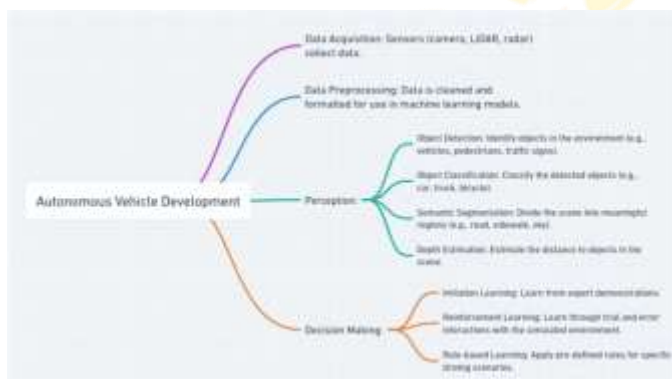 Data Acquisition: Sensors (camera, LiDAR, radar)
collect data.
Data Preprocessing: Data is cleaned and
formatted for use in machine learning models.
Object Detection: Identify objects in the environment (e.g.,
vehicles, pedestrians, traffic signs).
Object Classification: Classify the detected objects (e.g.,
car, truck, bicycle).
Autonomous Vehicle Development
Perception
Semantic Segmentation: Divide the scene into meaningful
regions (e.g., road, sidewalk, sky).
Depth Estimation: Estimate the distance to objects in the
scene.
Imitation Learning: Learn from expert demonstrations.
Decision Making
Reinforcement Learning: Learn through trial and error
interactions with the simulated environment.
Rule-based Learning: Apply pre-defined rules for specific
driving scenarios.